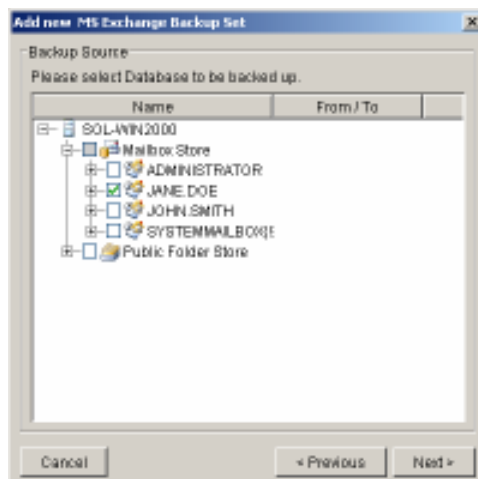 Add new MS Exchange Backup Set
Backup Source
Please select Database to be backed up.
Name From / To
SOL-WIN2000
Mailbox Store
ADMINISTRATOR
JANE.DOE
JOHN.SMITH
SYSTEMMAILBOX{
Public Folder Store
Cancel < Previous Next >